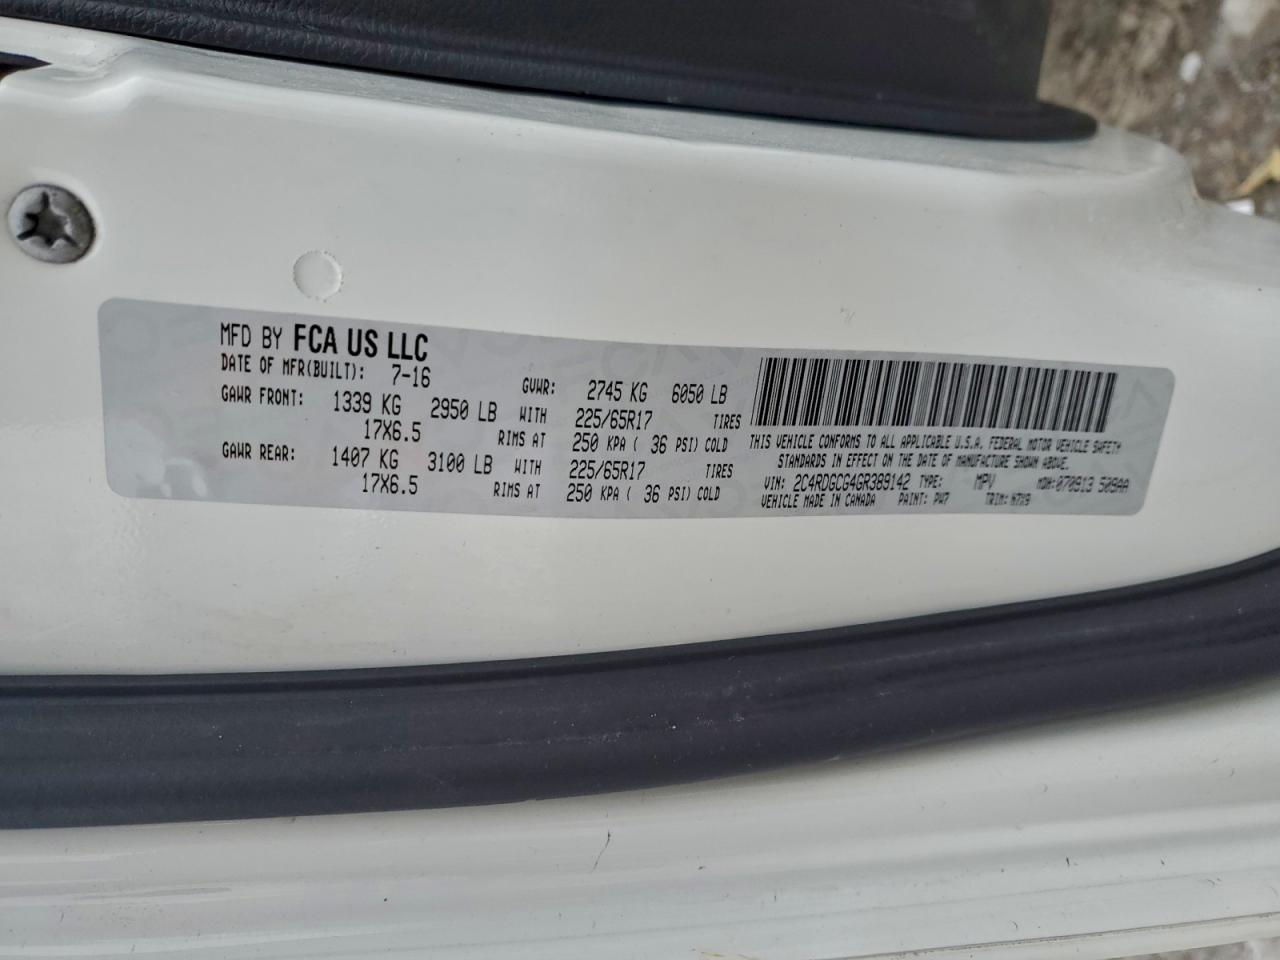 MFD BY FCA US LLC
DATE OF MFR(BUILT): 7-16 GVWR: 2745 KG 6050 LB
GAWR FRONT: 1339 KG 2950 LB WITH 225/65R17 TIRES
17X6.5 RIMS AT 250 KPA ( 36 PSI) COLD
GAWR REAR: 1407 KG 3100 LB WITH 225/65R17 TIRES
17X6.5 RIMS AT 250 KPA ( 36 PSI) COLD
THIS VEHICLE CONFORMS TO ALL APPLICABLE U.S.A. FEDERAL MOTOR VEHICLE SAFETY
STANDARDS IN EFFECT ON THE DATE OF MANUFACTURE SHOWN ABOVE.
VIN: 2C4RDGCG4GR389142 TYPE: MPV MDH:070913 509AA
VEHICLE MADE IN CANADA PAINT: PW7 TRIM: